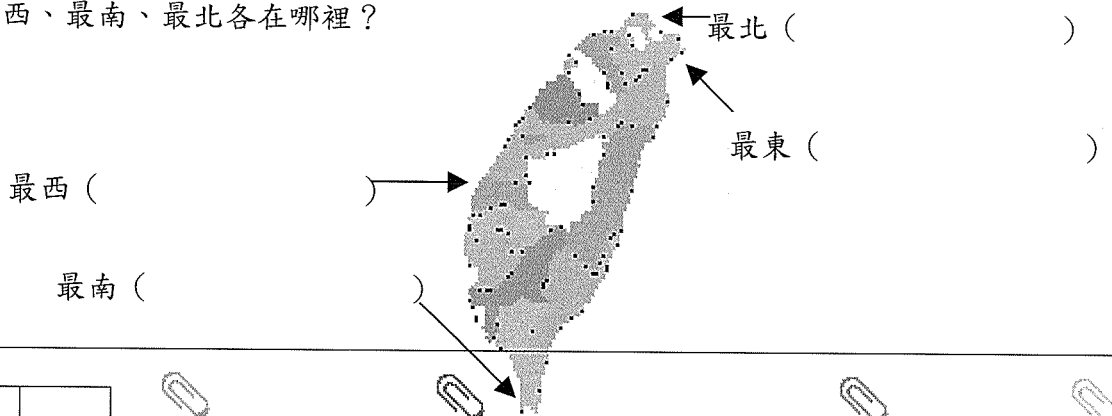 西、最南、最北各在哪裡？
最北（　　　　　　　　　）
最東（　　　　　　　　　）
最西（　　　　　　　　　）
最南（　　　　　　　　　）